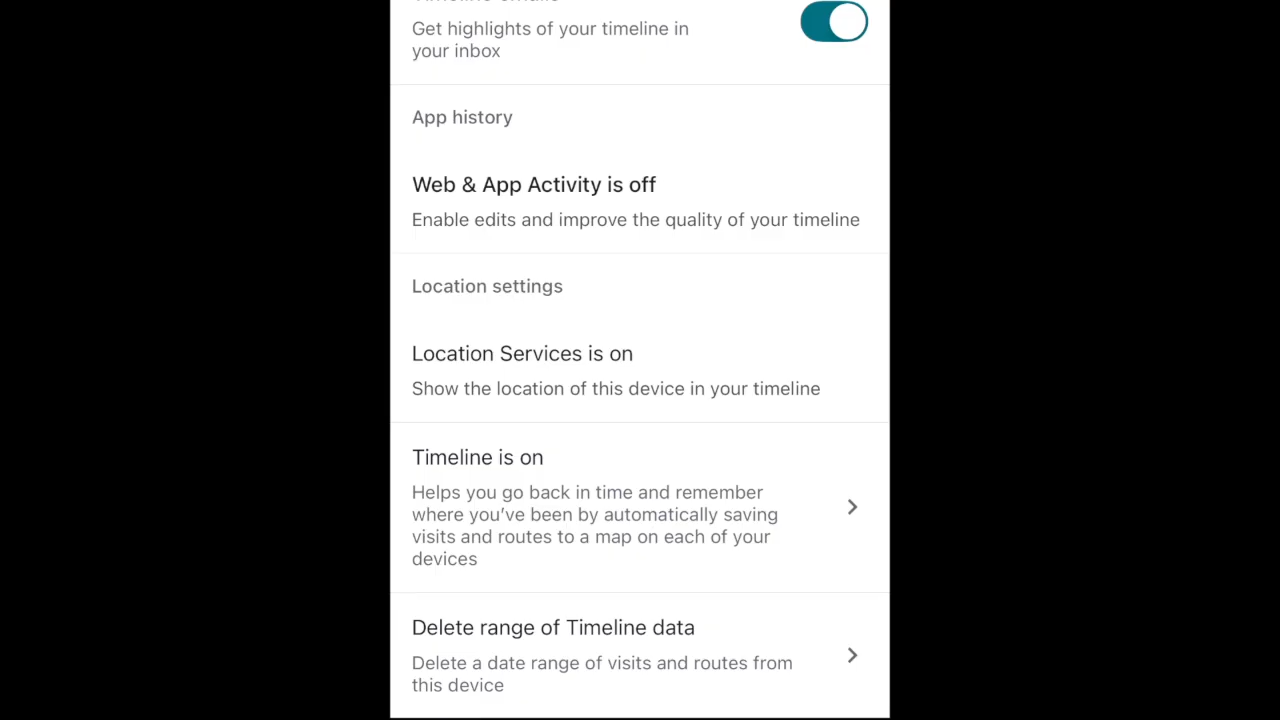 Get highlights of your timeline in
your inbox
App history
Web & App Activity is off
Enable edits and improve the quality of your timeline
Location settings
Location Services is on
Show the location of this device in your timeline
Timeline is on
Helps you go back in time and remember
where you’ve been by automatically saving
visits and routes to a map on each of your
devices
Delete range of Timeline data
Delete a date range of visits and routes from
this device